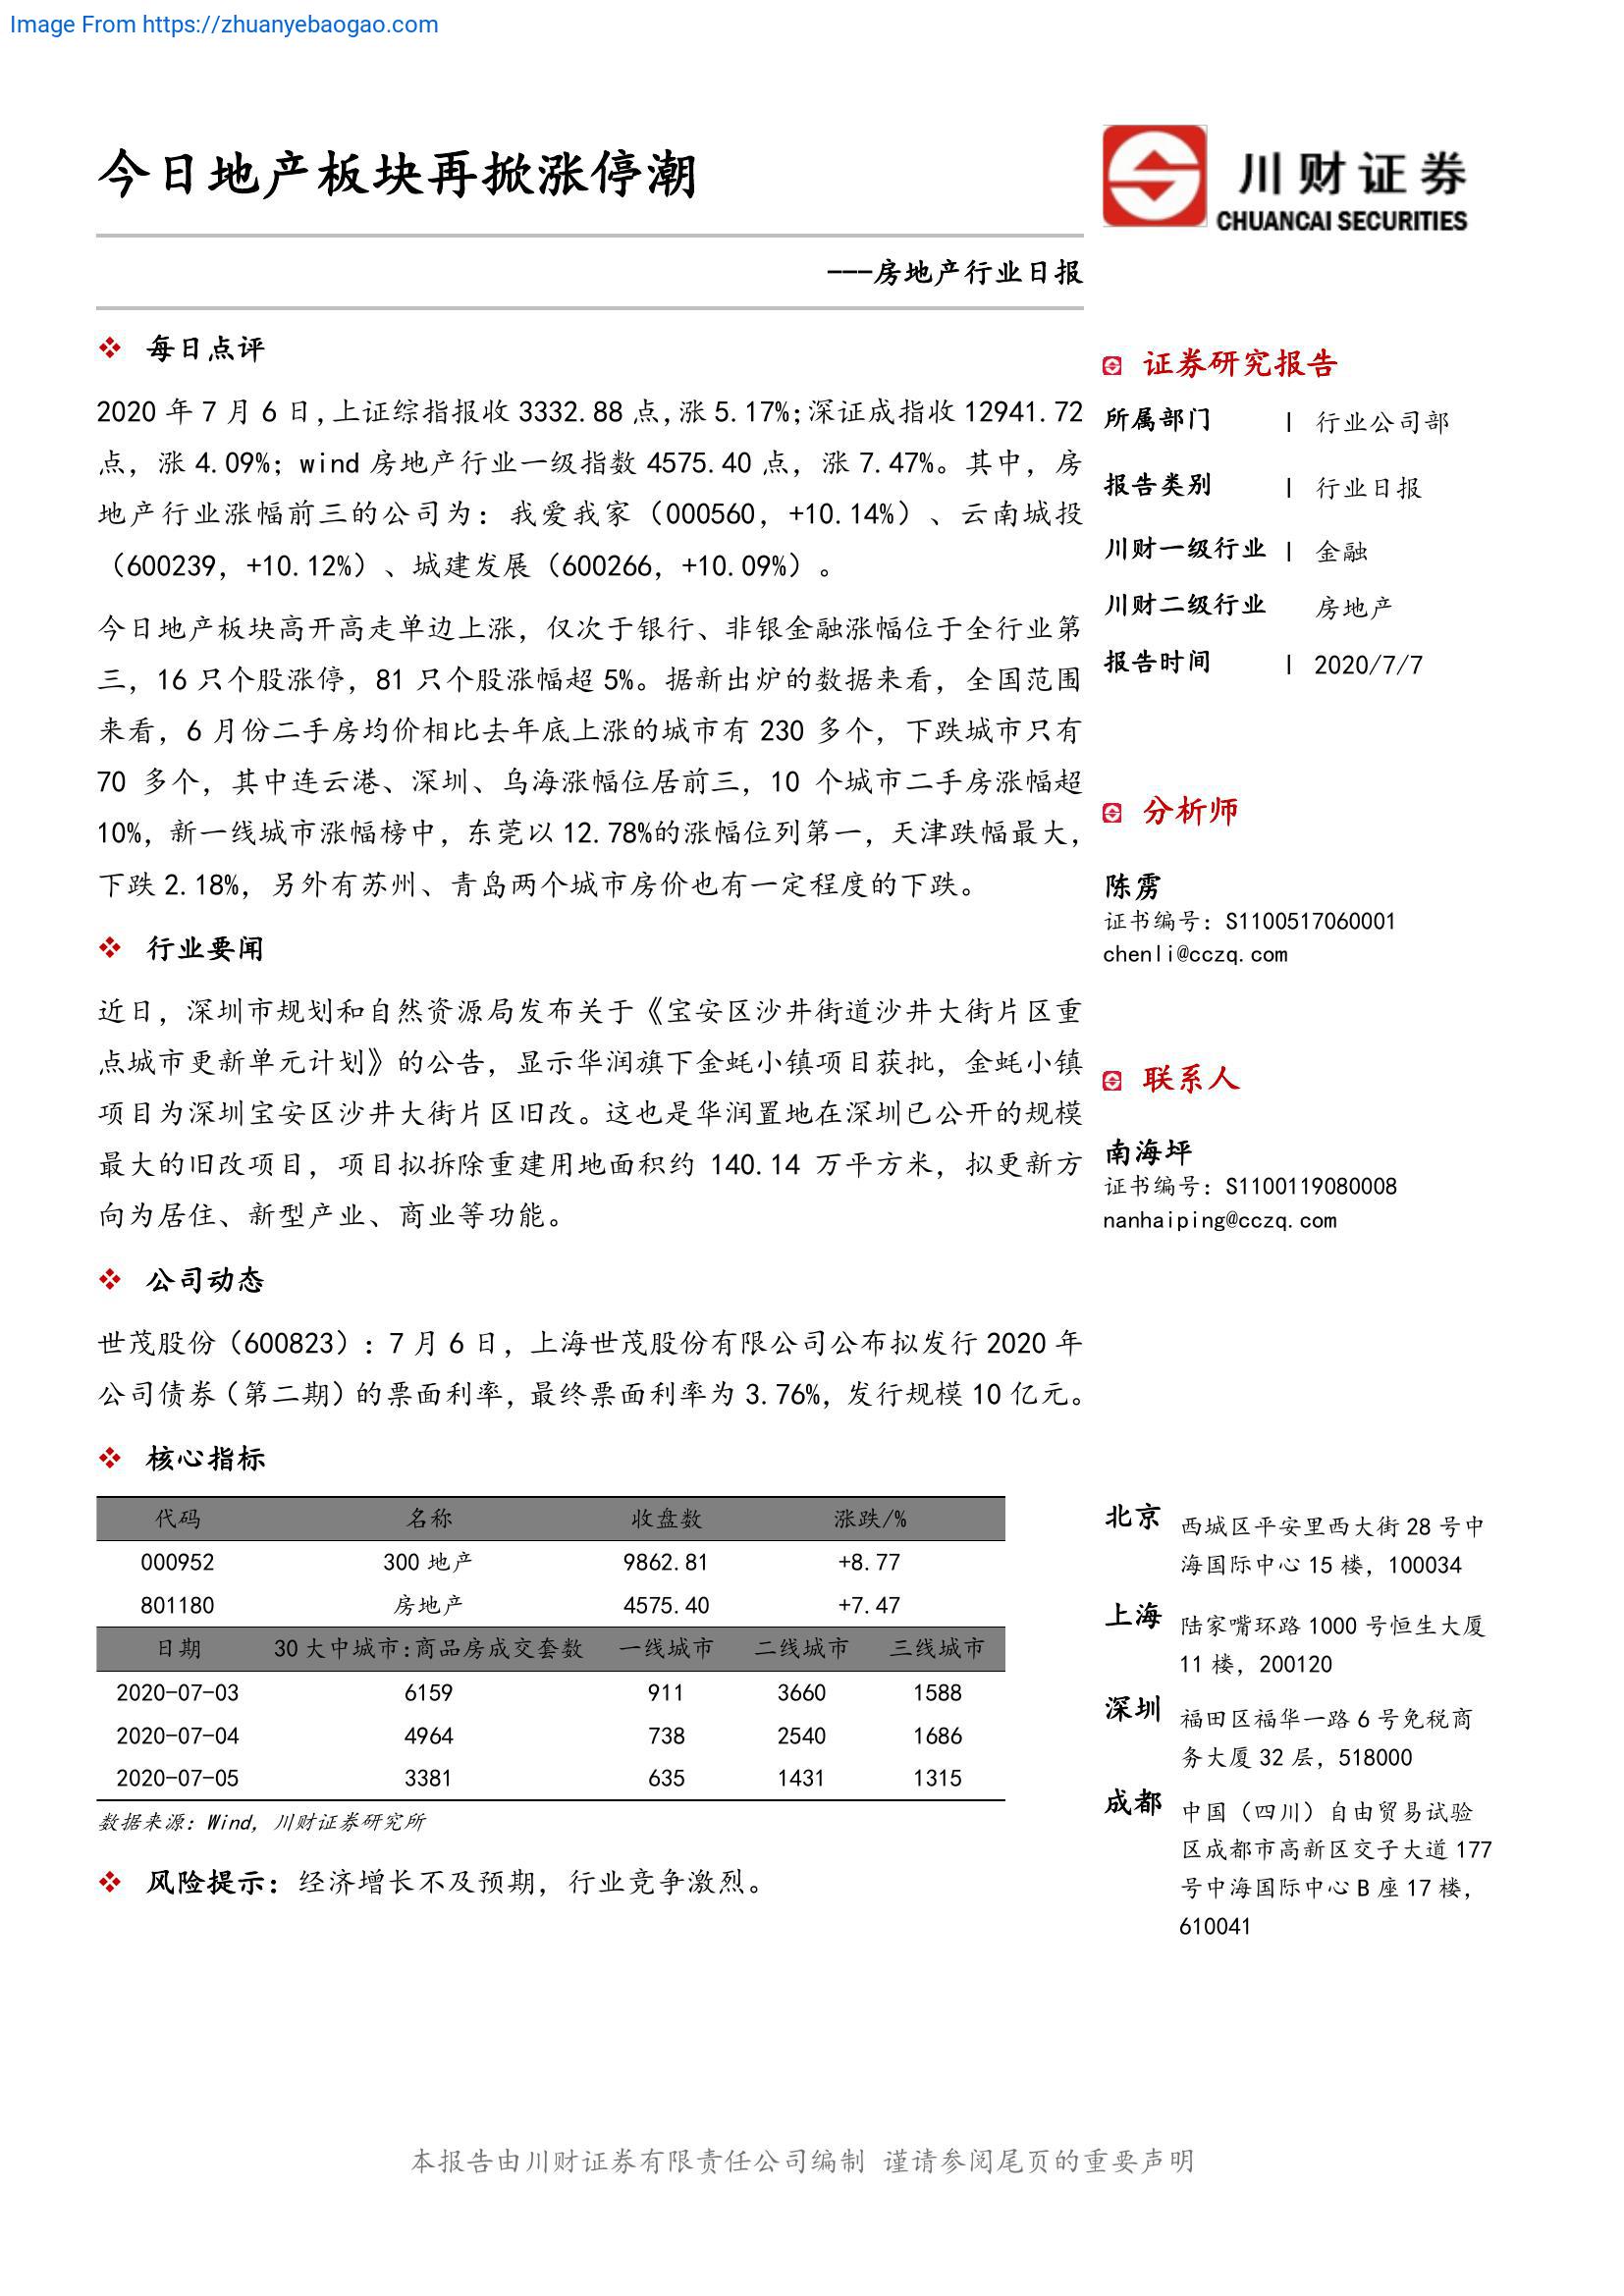 Image From https://zhuanyebaogao.com
今日地产板块再掀涨停潮
川财证券
CHUANCAI SECURITIES
---房地产行业日报
❖ 每日点评
2020 年 7 月 6 日,上证综指报收 3332.88 点,涨 5.17%;深证成指收 12941.72
点, 涨 4.09%; wind 房地产行业一级指数 4575.40 点, 涨 7.47%。其中, 房
地产行业涨幅前三的公司为: 我爱我家（000560, +10.14%）、云南城投
（600239, +10.12%）、城建发展（600266, +10.09%）。
今日地产板块高开高走单边上涨, 仅次于银行、非银金融涨幅位于全行业第
三, 16 只个股涨停, 81 只个股涨幅超 5%。据新出炉的数据来看, 全国范围
来看, 6 月份二手房均价相比去年底上涨的城市有 230 多个, 下跌城市只有
70 多个, 其中连云港、深圳、乌海涨幅位居前三, 10 个城市二手房涨幅超
10%, 新一线城市涨幅榜中, 东莞以 12.78%的涨幅位列第一, 天津跌幅最大,
下跌 2.18%, 另外有苏州、青岛两个城市房价也有一定程度的下跌。
❖ 行业要闻
近日, 深圳市规划和自然资源局发布关于《宝安区沙井街道沙井大街片区重
点城市更新单元计划》的公告, 显示华润旗下金蚝小镇项目获批, 金蚝小镇
项目为深圳宝安区沙井大街片区旧改。这也是华润置地在深圳已公开的规模
最大的旧改项目, 项目拟拆除重建用地面积约 140.14 万平方米, 拟更新方
向为居住、新型产业、商业等功能。
❖ 公司动态
世茂股份（600823）: 7 月 6 日, 上海世茂股份有限公司公布拟发行 2020 年
公司债券（第二期）的票面利率, 最终票面利率为 3.76%, 发行规模 10 亿元。
❖ 核心指标
代码 名称 收盘数 涨跌/%
000952 300 地产 9862.81 +8.77
801180 房地产 4575.40 +7.47
日期 30 大中城市:商品房成交套数 一线城市 二线城市 三线城市
2020-07-03 6159 911 3660 1588
2020-07-04 4964 738 2540 1686
2020-07-05 3381 635 1431 1315
数据来源: Wind, 川财证券研究所
❖ 风险提示: 经济增长不及预期, 行业竞争激烈。
证券研究报告
所属部门 | 行业公司部
报告类别 | 行业日报
川财一级行业 | 金融
川财二级行业 房地产
报告时间 | 2020/7/7
分析师
陈雳
证书编号: S1100517060001
chenli@cczq.com
联系人
南海坪
证书编号: S1100119080008
nanhaiping@cczq.com
北京 西城区平安里西大街 28 号中
海国际中心 15 楼, 100034
上海 陆家嘴环路 1000 号恒生大厦
11 楼, 200120
深圳 福田区福华一路 6 号免税商
务大厦 32 层, 518000
成都 中国（四川）自由贸易试验
区成都市高新区交子大道 177
号中海国际中心 B 座 17 楼,
610041
本报告由川财证券有限责任公司编制 谨请参阅尾页的重要声明